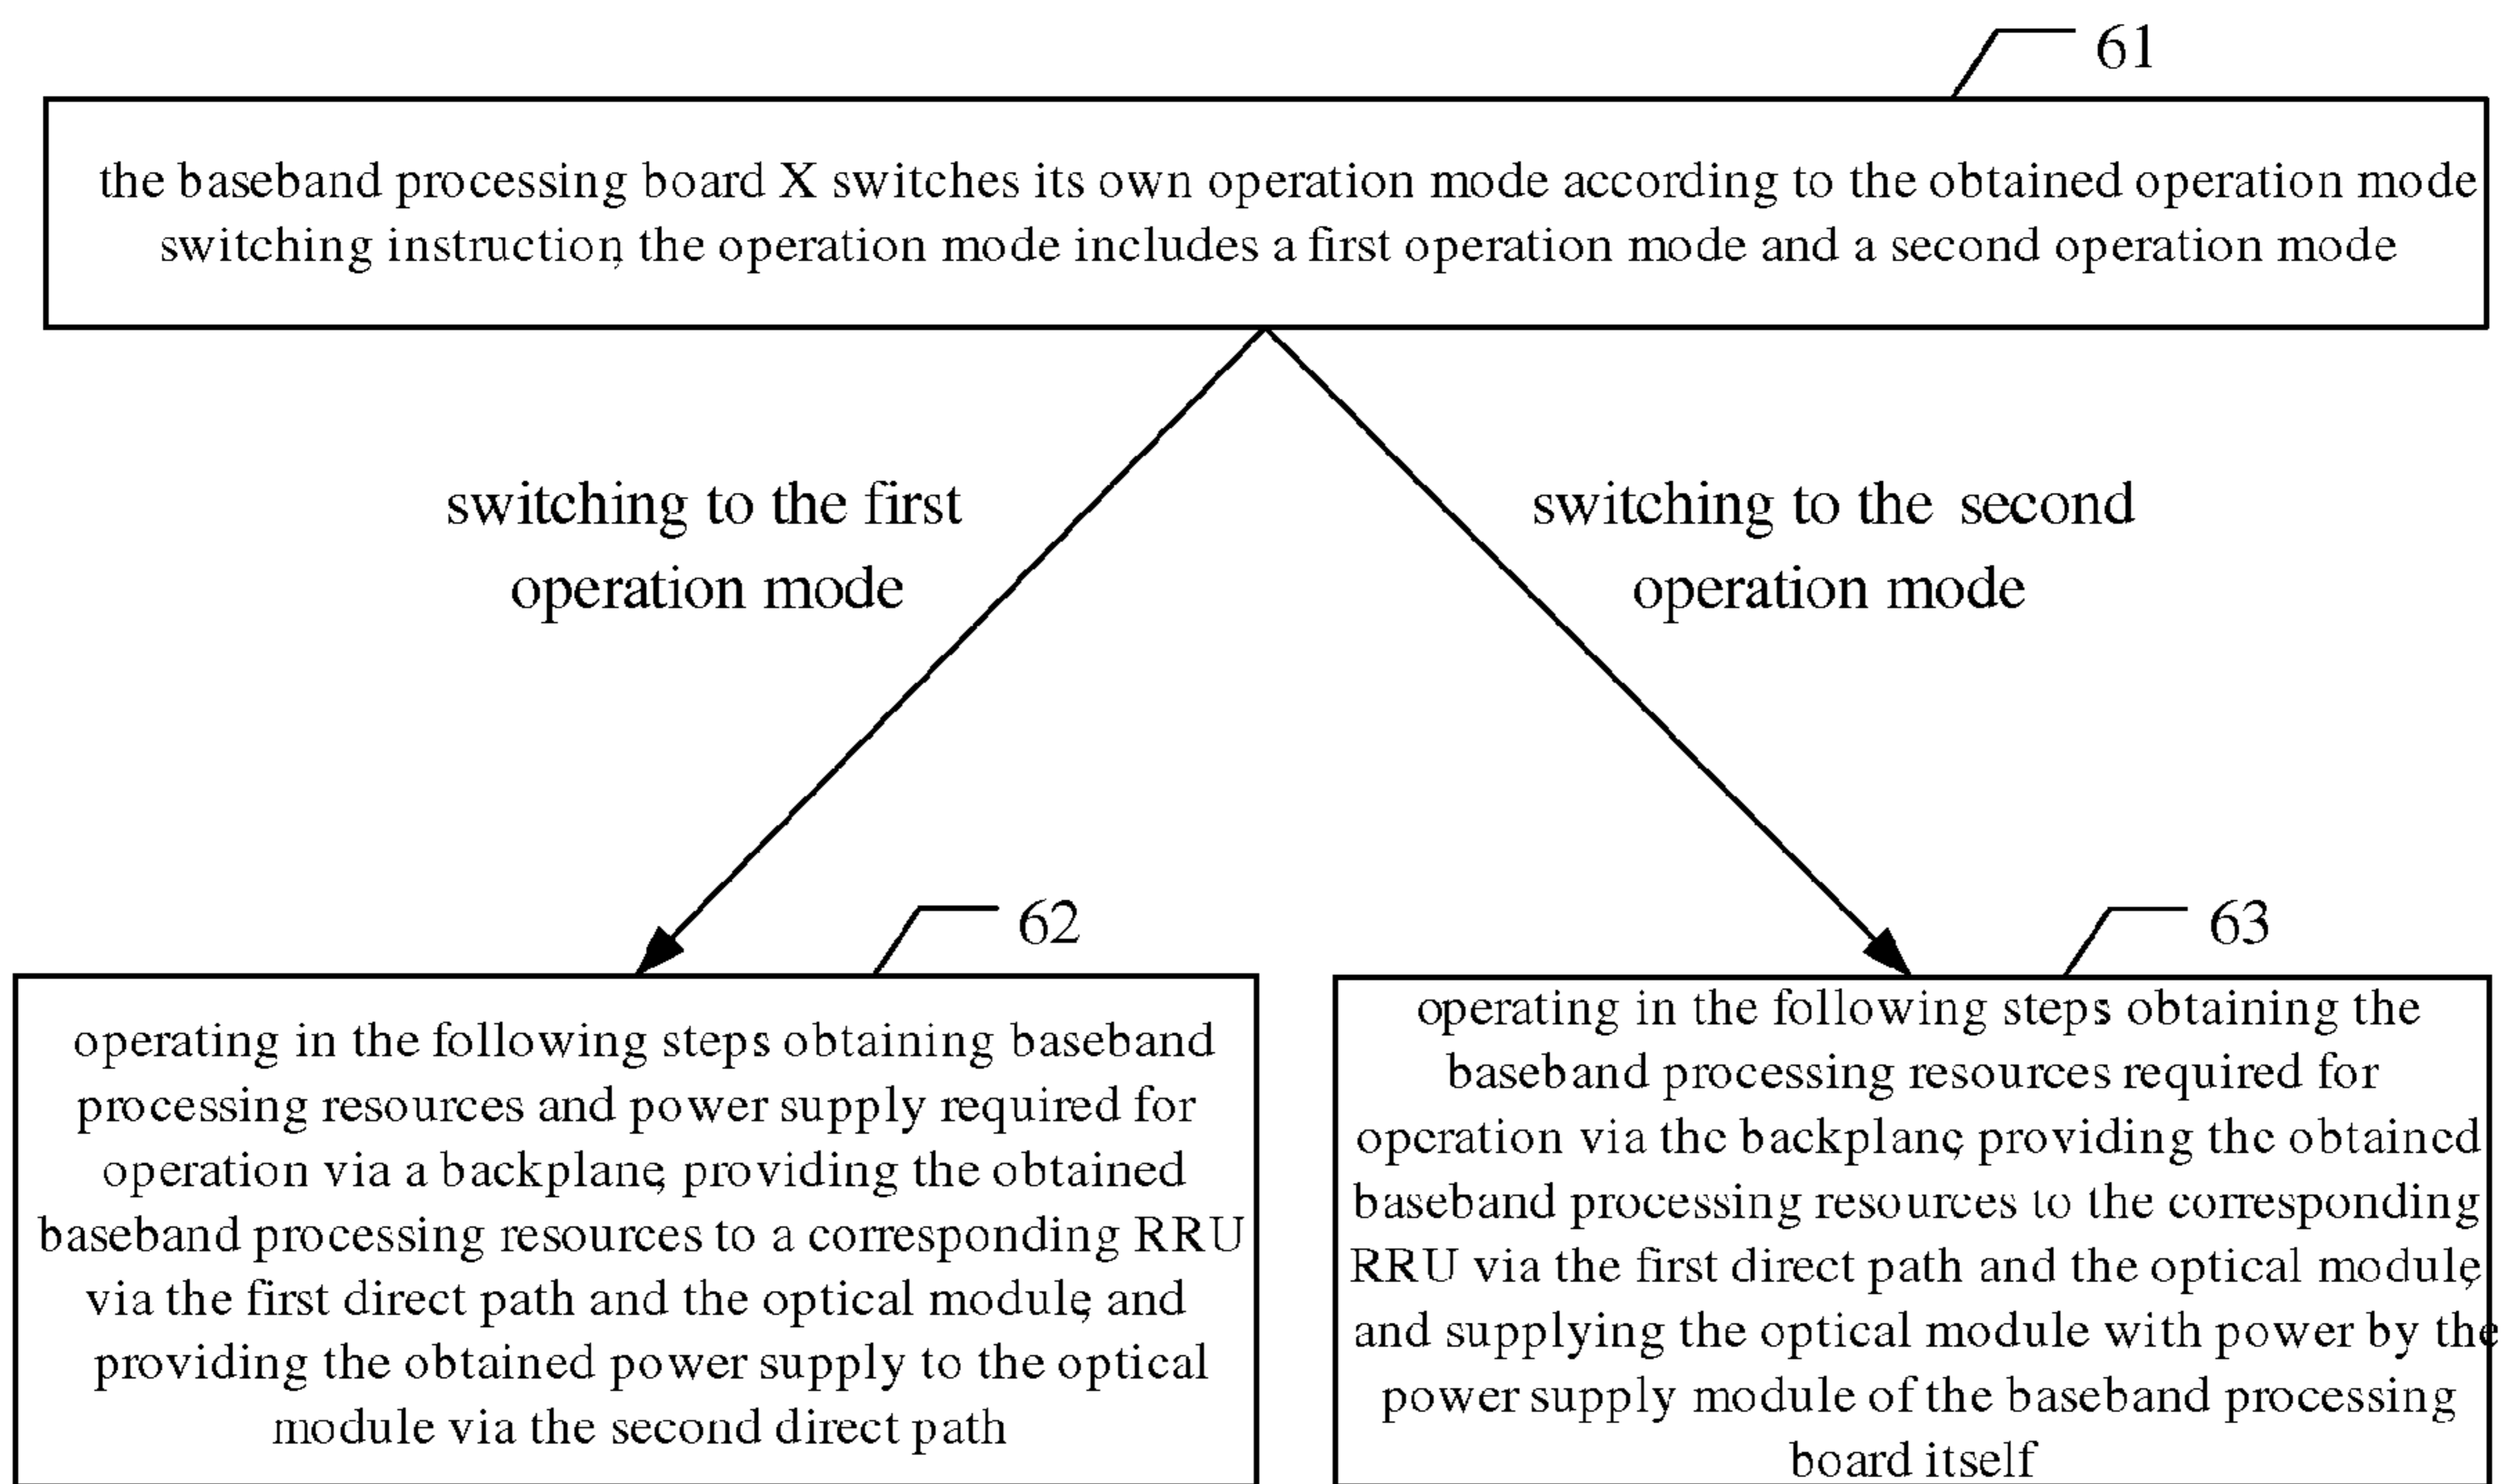 61
the baseband processing board X switches its own operation mode according to the obtained operation mode
switching instruction, the operation mode includes a first operation mode and a second operation mode
switching to the first
operation mode
switching to the second
operation mode
62
operating in the following steps obtaining baseband
processing resources and power supply required for
operation via a backplane, providing the obtained
baseband processing resources to a corresponding RRU
via the first direct path and the optical module, and
providing the obtained power supply to the optical
module via the second direct path
63
operating in the following steps obtaining the
baseband processing resources required for
operation via the backplane, providing the obtained
baseband processing resources to the corresponding
RRU via the first direct path and the optical module,
and supplying the optical module with power by the
power supply module of the baseband processing
board itself